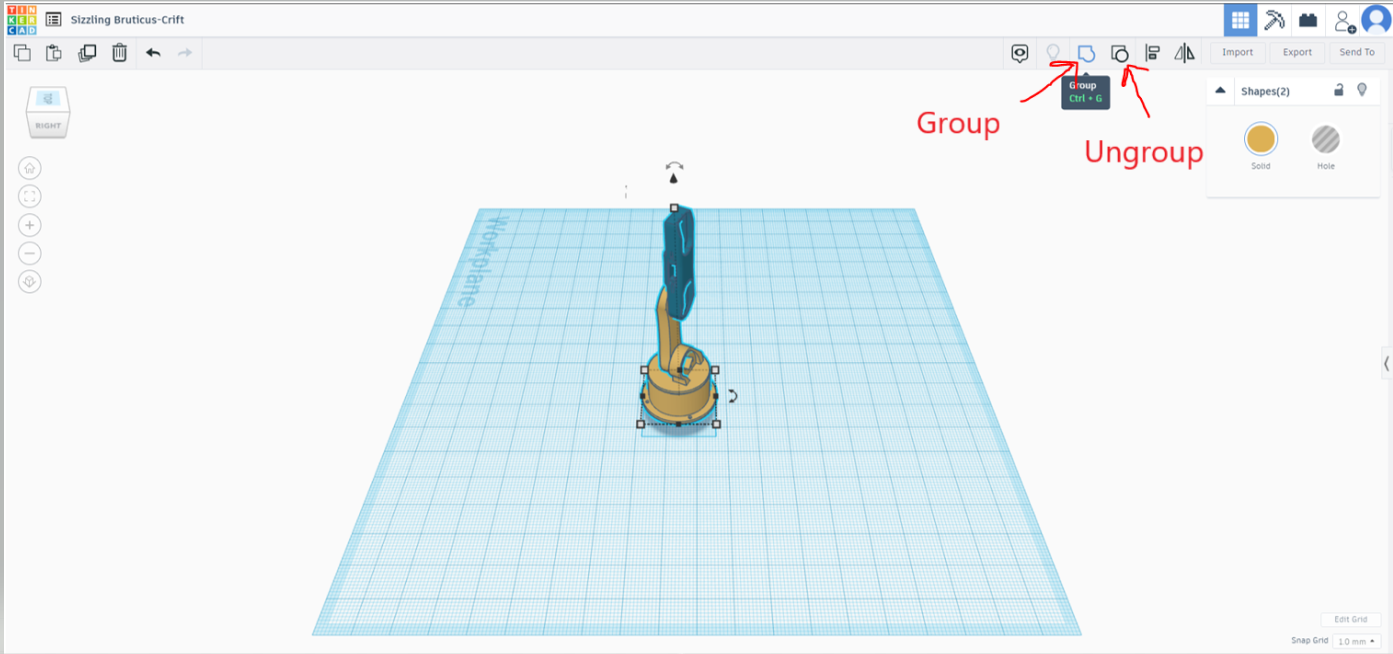 TIN
KER
CAD
Sizzling Bruticus-Crift
Import
Export
Send To
Group
Ctrl + G
Group
Ungroup
Shapes(2)
Solid
Hole
RIGHT
Workplane
Edit Grid
Snap Grid
1.0 mm